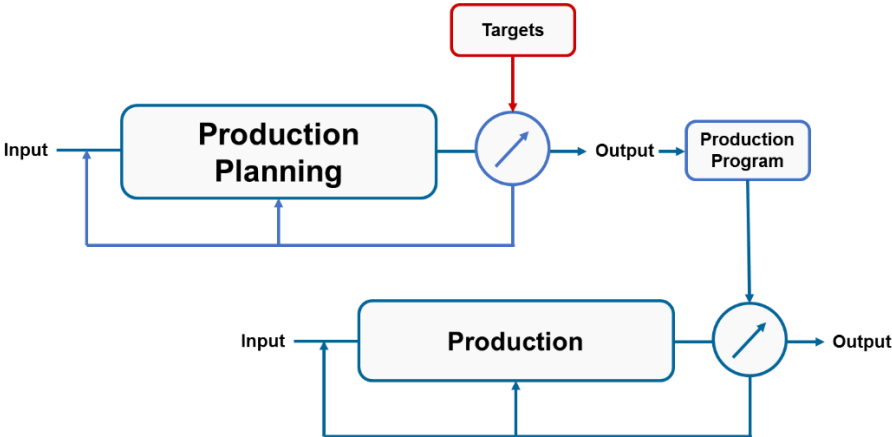 Targets
Input
Production
Planning
Output
Production
Program
Input
Production
Output